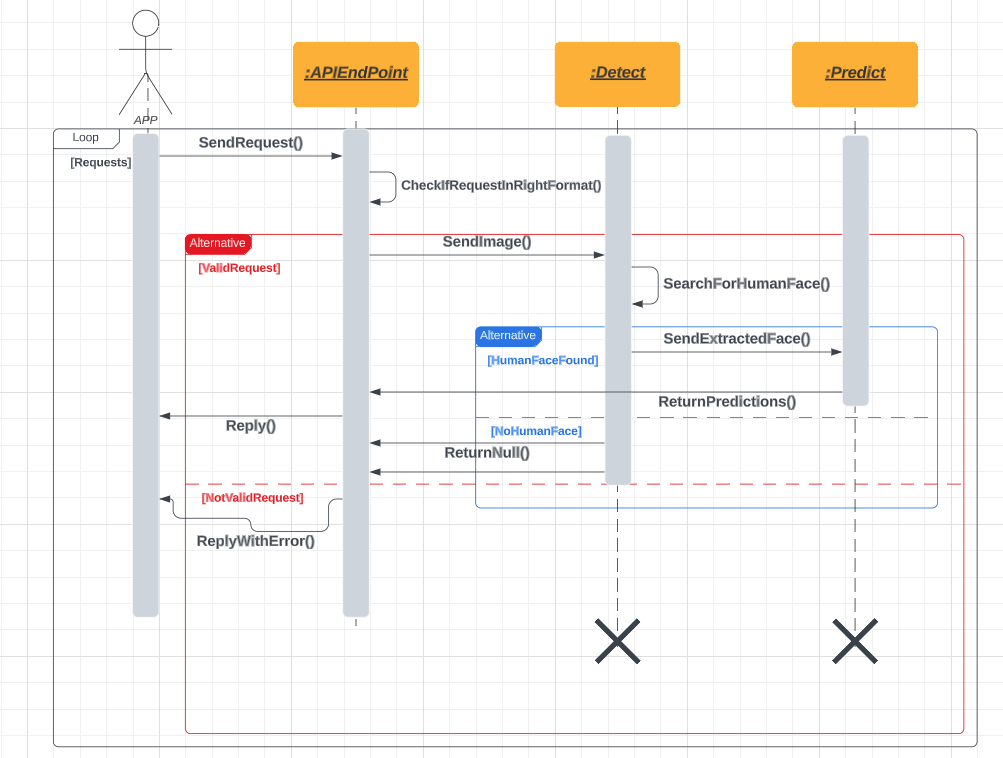 :APIEndPoint
:Detect
:Predict
APP
Loop
[Requests]
SendRequest()
CheckIfRequestInRightFormat()
Alternative
SendImage()
[ValidRequest]
SearchForHumanFace()
Alternative
SendExtractedFace()
[HumanFaceFound]
ReturnPredictions()
Reply()
[NoHumanFace]
ReturnNull()
[NotValidRequest]
ReplyWithError()